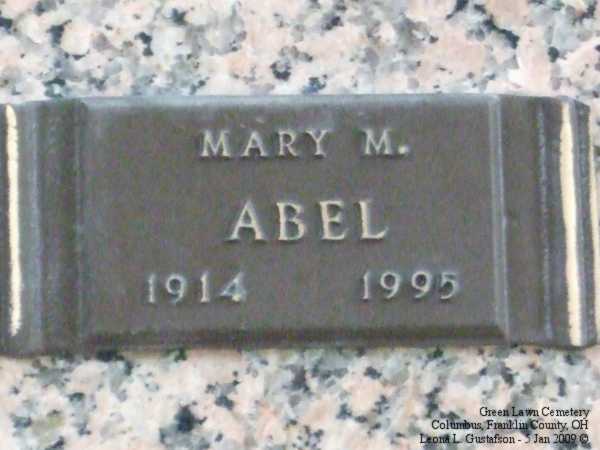 MARY M.
ABEL
1914 1995
Green Lawn Cemetery
Columbus, Franklin County, OH
Leona L. Gustafson - 5 Jan 2009 ©